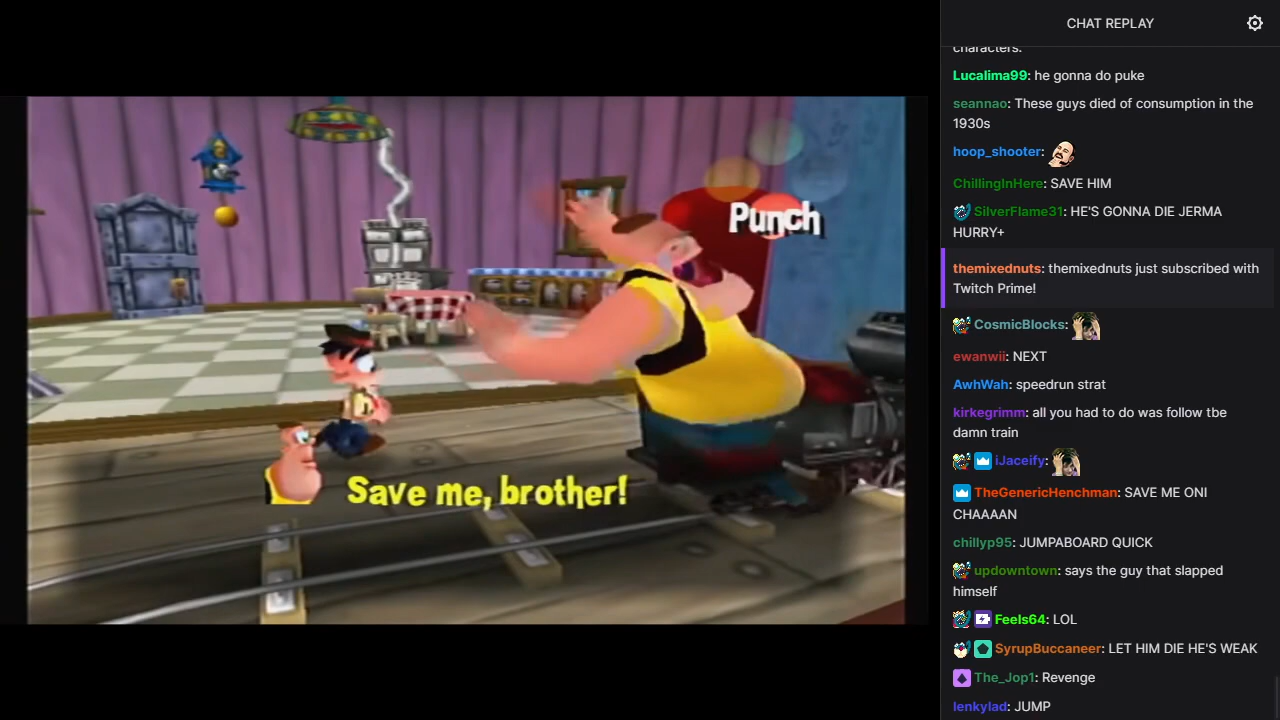 Punch
Save me, brother!
CHAT REPLAY
characters.
Lucalima99: he gonna do puke
seannao: These guys died of consumption in the
1930s
hoop_shooter:
ChillingInHere: SAVE HIM
SilverFlame31: HE'S GONNA DIE JERMA
HURRY+
themixednuts: themixednuts just subscribed with
Twitch Prime!
CosmicBlocks:
ewanwii: NEXT
AwhWah: speedrun strat
kirkegrimm: all you had to do was follow tbe
damn train
iJaceify:
TheGenericHenchman: SAVE ME ONI
CHAAAAN
chillyp95: JUMPABOARD QUICK
updowntown: says the guy that slapped
himself
Feels64: LOL
SyrupBuccaneer: LET HIM DIE HE'S WEAK
The_Jop1: Revenge
lenkylad: JUMP